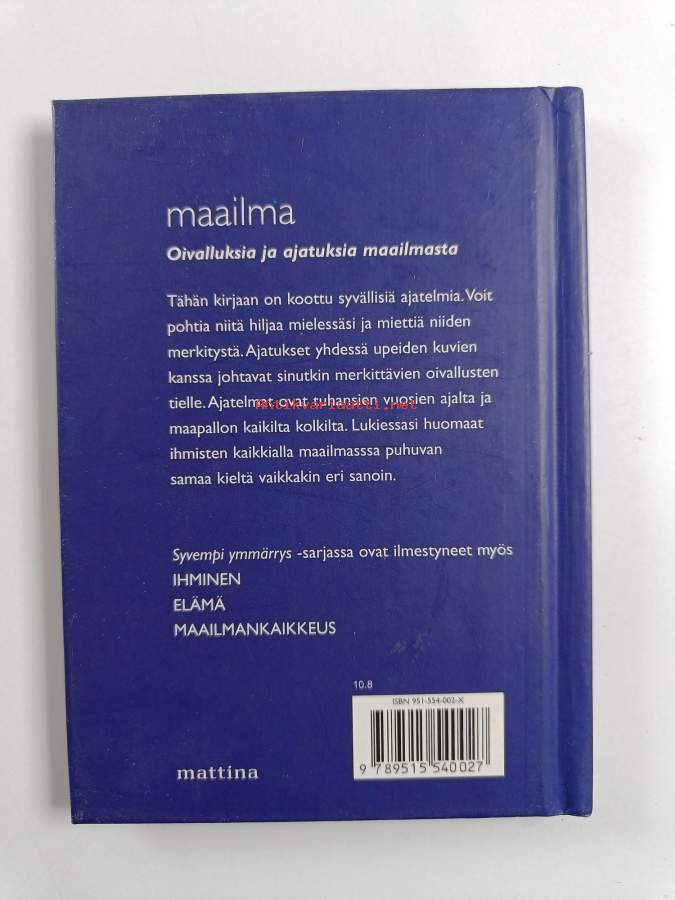 maailma
Oivalluksia ja ajatuksia maailmasta
Tähän kirjaan on koottu syvällisiä ajatelmia. Voit
pohtia niitä hiljaa mielessäsi ja miettiä niiden
merkitystä. Ajatukset yhdessä upeiden kuvien
kanssa johtavat sinutkin merkittävien oivallusten
tielle. Ajatelmat ovat tuhansien vuosien ajalta ja
Antikvariaatti.net
maapallon kaikilta kolkilta. Lukiessasi huomaat
ihmisten kaikkialla maailmasssa puhuvan
samaa kieltä vaikkakin eri sanoin.
Syvempi ymmärrys -sarjassa ovat ilmestyneet myös
IHMINEN
ELÄMÄ
MAAILMANKAIKKEUS
10.8
ISBN 951-554-002-X
9 789515 540027
mattina